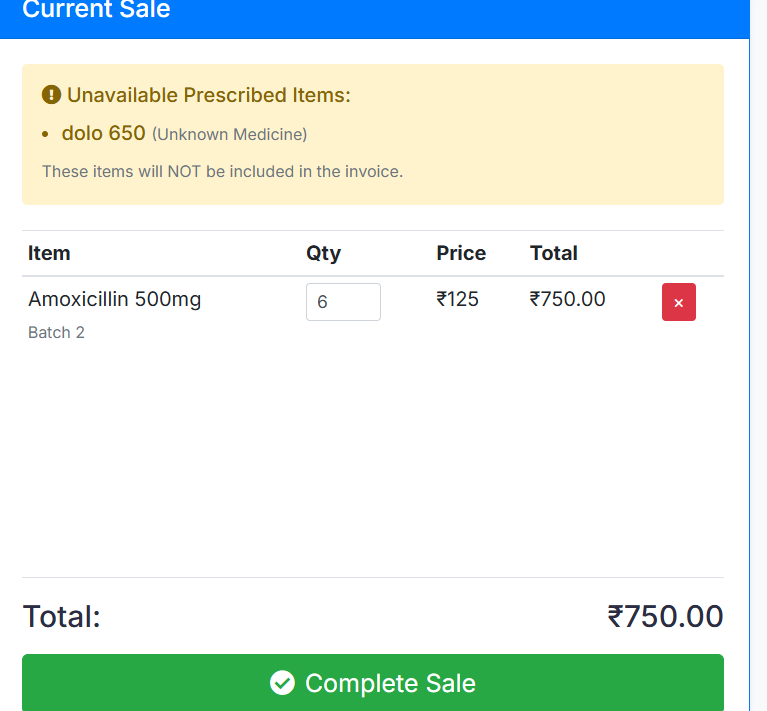 Current Sale
Unavailable Prescribed Items:
• dolo 650 (Unknown Medicine)
These items will NOT be included in the invoice.
Item Qty Price Total
Amoxicillin 500mg 6 ₹125 ₹750.00 ×
Batch 2
Total: ₹750.00
Complete Sale